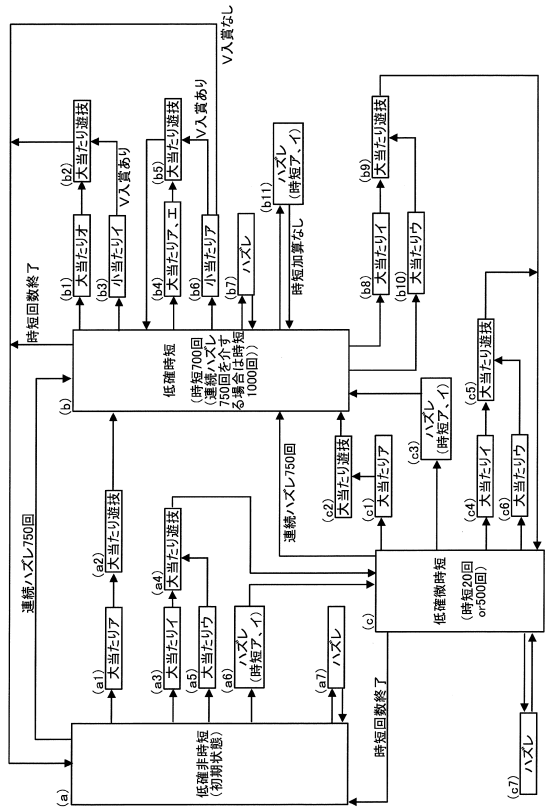 連続ハズレ750回
(a)
低確非時短
(初期状態)
(a1)
大当たりア
(a2)
大当たり遊技
(a3)
大当たりイ
(a4)
大当たり遊技
(a5)
大当たりウ
(a6)
ハズレ
(時短ア、イ)
(a7)
ハズレ
時短回数終了
(b)
低確時短
(時短700回
(連続ハズレ
750回を介す
る場合は時短
1000回))
時短回数終了
(b1)
大当たりオ
(b2)
大当たり遊技
(b3)
小当たりイ
V入賞あり
V入賞なし
(b4)
大当たりア、エ
(b5)
大当たり遊技
(b6)
小当たりア
V入賞あり
(b7)
ハズレ
(b11)
ハズレ
(時短ア、イ)
時短加算なし
(b8)
大当たりイ
(b9)
大当たり遊技
(b10)
大当たりウ
連続ハズレ750回
(c)
低確微時短
(時短20回
or500回)
(c1)
大当たりア
(c2)
大当たり遊技
(c3)
ハズレ
(時短ア、イ)
(c4)
大当たりイ
(c5)
大当たり遊技
(c6)
大当たりウ
(c7)
ハズレ